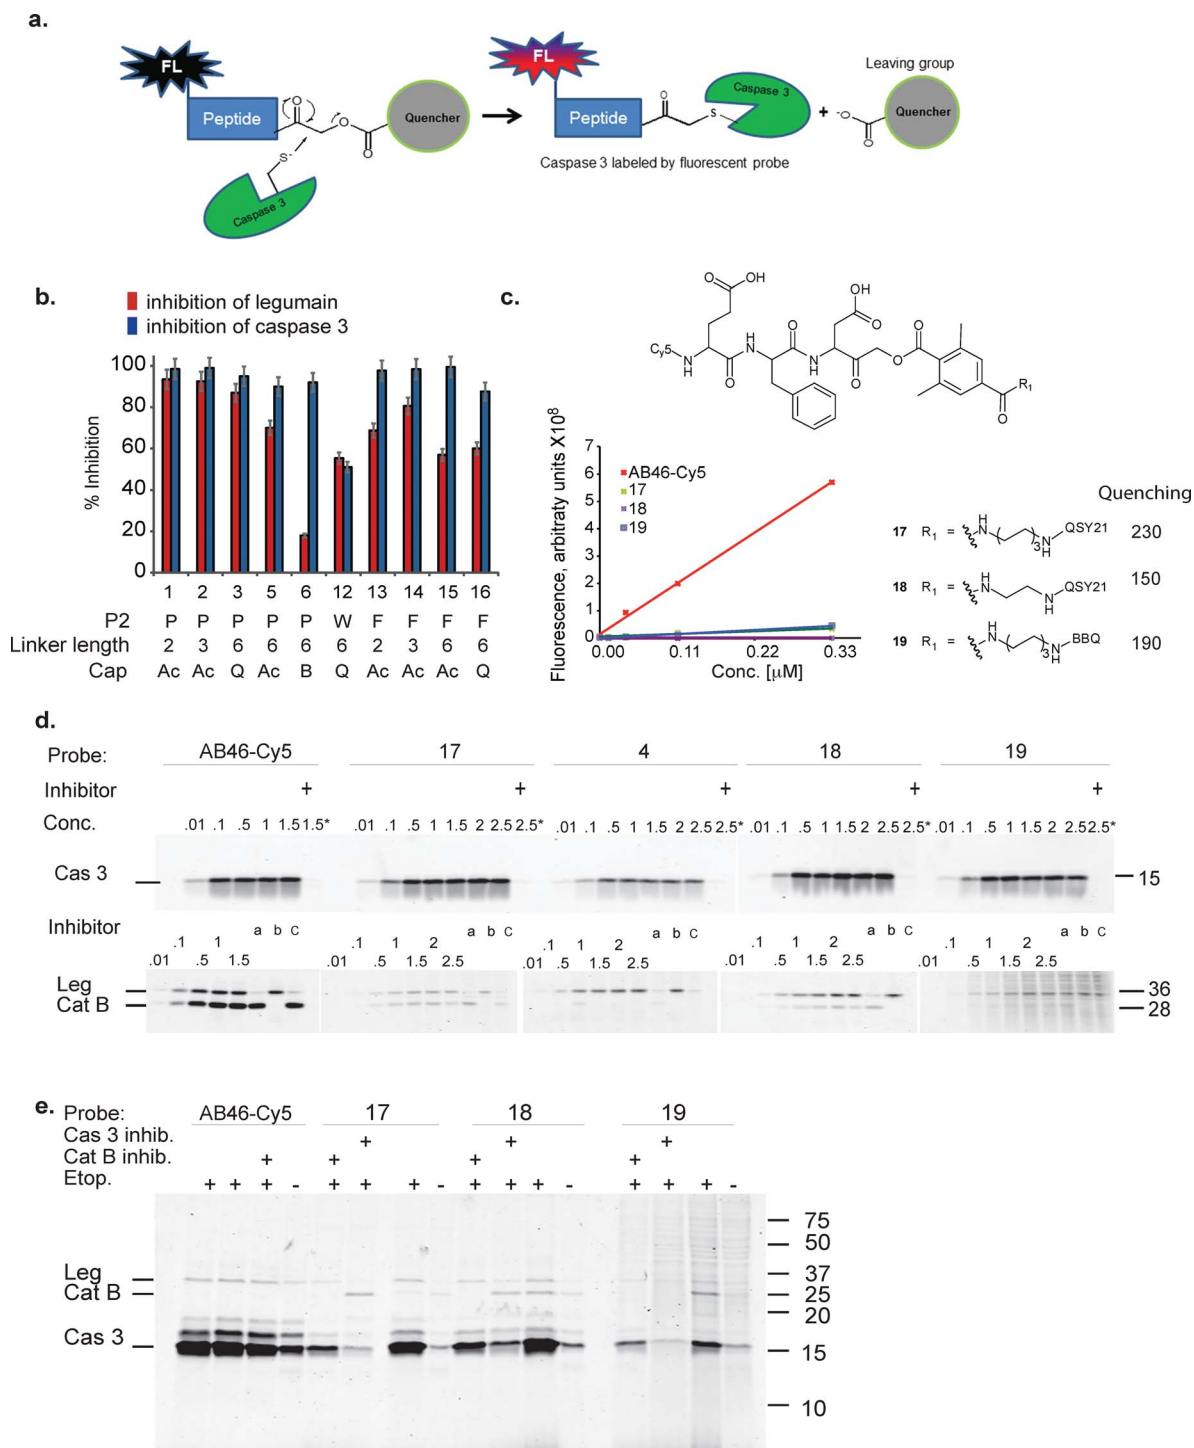 a.
FL
FL
Leaving group
Peptide
O
O
O
Quencher
S-
Caspase 3
Peptide
O
S
Caspase 3
+
-O
O
Quencher
Caspase 3 labeled by fluorescent probe
b.
inhibition of legumain
inhibition of caspase 3
% Inhibition
100
80
60
40
20
0
1 2 3 5 6 12 13 14 15 16
P2 P P P P P W F F F F
Linker length 2 3 6 6 6 6 2 3 6 6
Cap Ac Ac Q Ac B Q Ac Ac Ac Q
c.
O OH
OH
O
Cy5 N H
O
H N
O
H N
O
O
O
O
R1
Fluorescence, arbitraty units X10⁸
7
6
5
4
3
2
1
0
AB46-Cy5
17
18
19
0.00 0.11 0.22 0.33
Conc. [µM]
Quenching
17 R1 = H N 3 N H QSY21 230
18 R1 = H N N H QSY21 150
19 R1 = H N 3 N H BBQ 190
d.
Probe: AB46-Cy5 17 4 18 19
Inhibitor + + + + +
Conc. .01 .1 .5 1 1.5 1.5* .01 .1 .5 1 1.5 2 2.5 2.5* .01 .1 .5 1 1.5 2 2.5* .01 .1 .5 1 1.5 2 2.5 2.5* .01 .1 .5 1 1.5 2 2.5 2.5*
Cas 3
15
Inhibitor a b C a b C a b C a b C a b C
.1 1 .1 1 2 .1 1 2 .1 1 2 .1 1 2
.01 .5 1.5 .01 .5 1.5 2.5 .01 .5 1.5 2.5 .01 .5 1.5 2.5 .01 .5 1.5 2.5
Leg
Cat B
36
28
e.
Probe: AB46-Cy5 17 18 19
Cas 3 inhib. + + +
Cat B inhib. + + + +
Etop. + + + - + + + - + + + - + + + -
Leg
Cat B
Cas 3
75
50
37
25
20
15
10